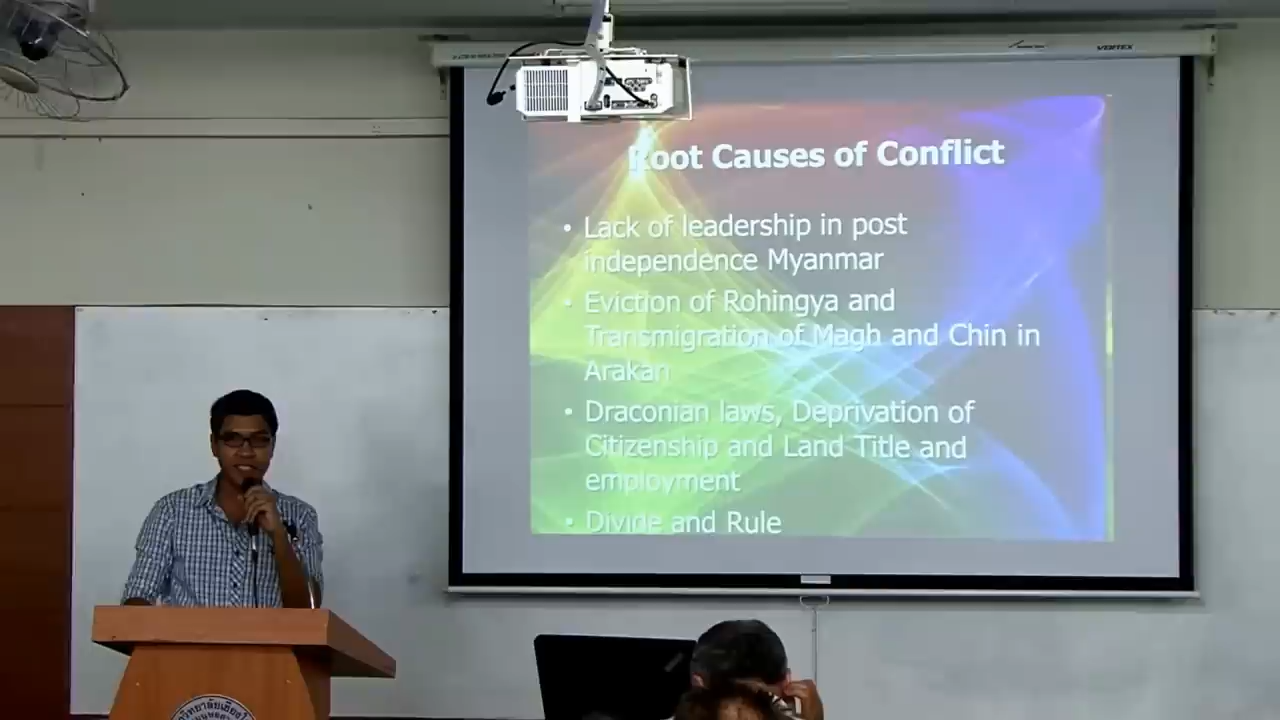 VERTEX
Root Causes of Conflict
• Lack of leadership in post
independence Myanmar
• Eviction of Rohingya and
Transmigration of Magh and Chin in
Arakan
• Draconian laws, Deprivation of
Citizenship and Land Title and
employment
• Divide and Rule